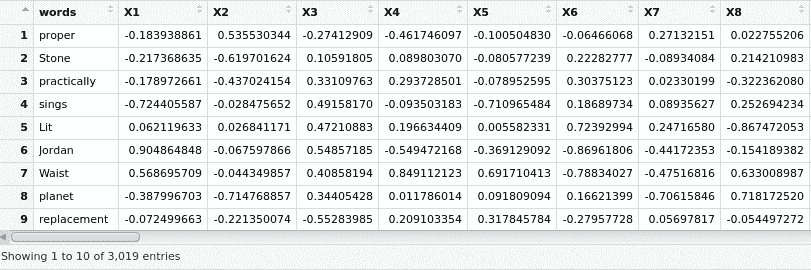 words X1 X2 X3 X4 X5 X6 X7 X8
1 proper -0.183938861 0.535530344 -0.27412909 -0.461746097 -0.100504830 -0.06466068 0.27132151 0.022755206
2 Stone -0.217368635 -0.619701624 0.10591805 0.089803070 -0.080577239 0.22282777 -0.08934084 0.214210983
3 practically -0.178972661 -0.437024154 0.33109763 0.293728501 -0.078952595 0.30375123 0.02330199 -0.322362080
4 sings -0.724405587 -0.028475652 0.49158170 -0.093503183 -0.710965484 0.18689734 0.08935627 0.252694234
5 Lit 0.062119633 0.026841171 0.47210883 0.196634409 0.005582331 0.72392994 0.24716580 -0.867472053
6 Jordan 0.904864848 -0.067597866 0.54857185 -0.549472168 -0.369129092 -0.86961806 -0.44172353 -0.154189382
7 Waist 0.568695709 -0.044349857 0.40858194 0.849112123 0.691710413 -0.78834027 -0.47516816 0.633008987
8 planet -0.387996703 -0.714768857 0.34405428 0.011786014 0.091809094 0.16621399 -0.70615846 0.718172520
9 replacement -0.072499663 -0.221350074 -0.55283985 0.209103354 0.317845784 -0.27957728 0.05697817 -0.054497272
Showing 1 to 10 of 3,019 entries